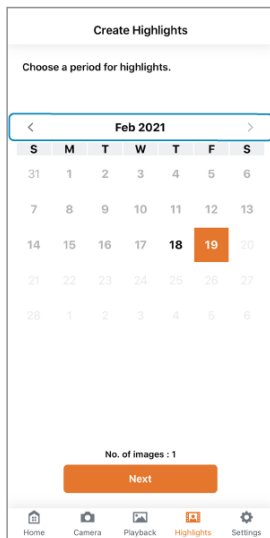 Create Highlights
Choose a period for highlights.
< Feb 2021 >
S M T W T F S
31 1 2 3 4 5 6
7 8 9 10 11 12 13
14 15 16 17 18 19 20
21 22 23 24 25 26 27
28 1 2 3 4 5 6
No. of images : 1
Next
Home Camera Playback Highlights Settings